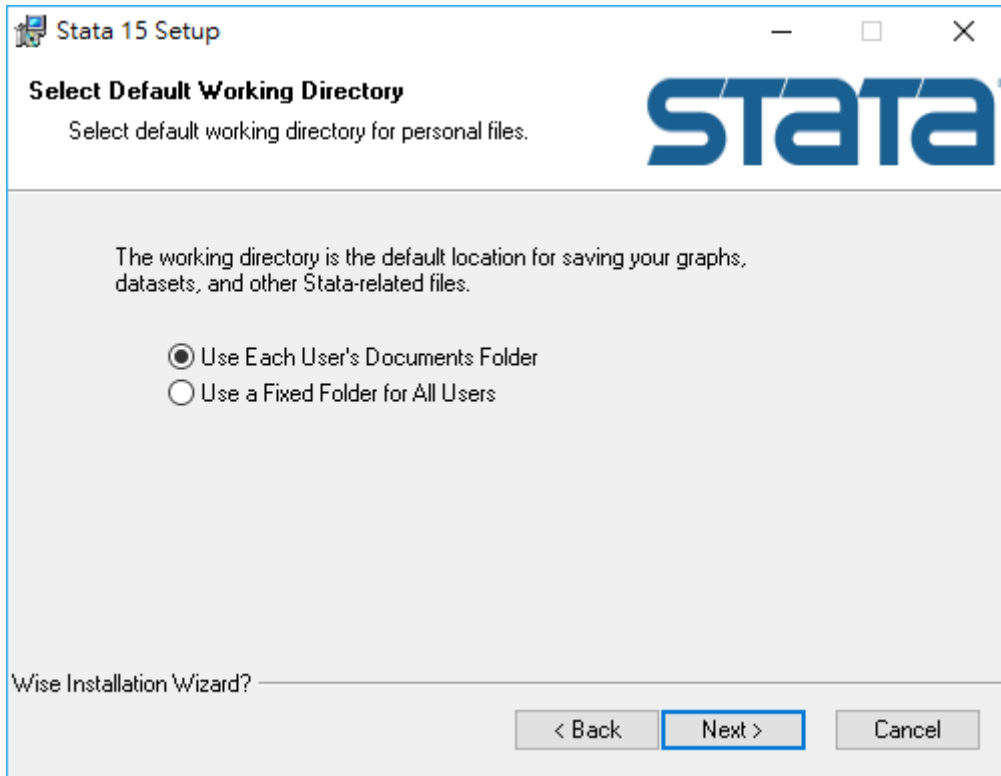 Stata 15 Setup
Select Default Working Directory
Select default working directory for personal files.
STATA
The working directory is the default location for saving your graphs,
datasets, and other Stata-related files.
Use Each User's Documents Folder
Use a Fixed Folder for All Users
Wise Installation Wizard?
< Back Next > Cancel